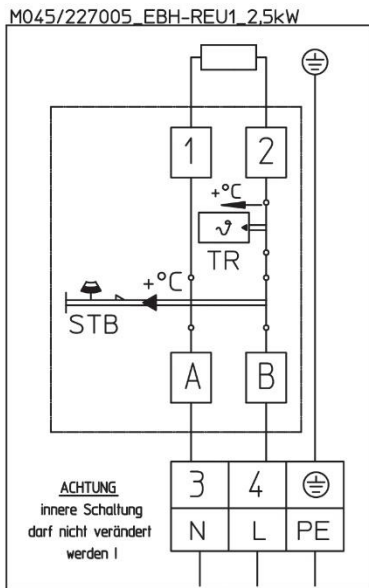 M045/227005_EBH-REU1_2,5kW
1 2
+°C
ϑ
TR
+°C
STB
A B
3 4
N L PE
ACHTUNG
innere Schaltung
darf nicht verändert
werden !